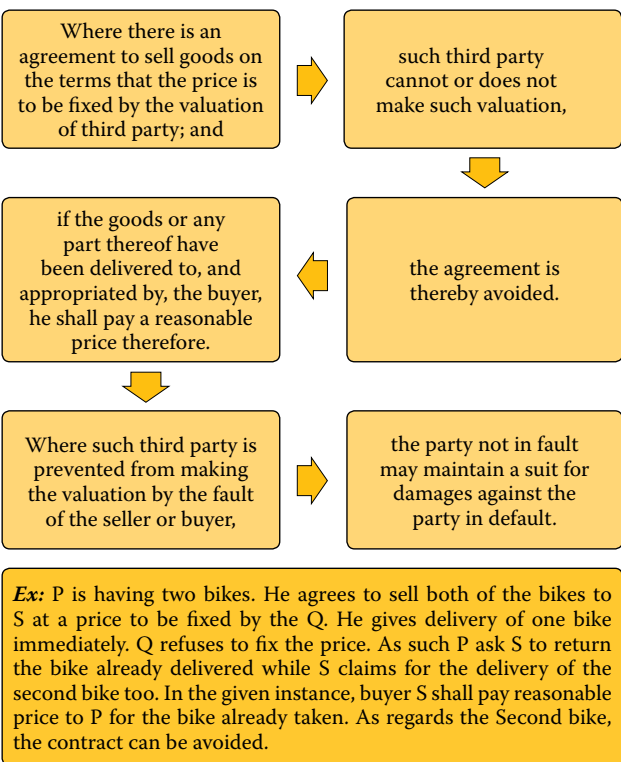 Where there is an
agreement to sell goods on
the terms that the price is
to be fixed by the valuation
of third party; and
such third party
cannot or does not
make such valuation,
the agreement is
thereby avoided.
if the goods or any
part thereof have
been delivered to, and
appropriated by, the buyer,
he shall pay a reasonable
price therefore.
Where such third party is
prevented from making
the valuation by the fault
of the seller or buyer,
the party not in fault
may maintain a suit for
damages against the
party in default.
Ex: P is having two bikes. He agrees to sell both of the bikes to
S at a price to be fixed by the Q. He gives delivery of one bike
immediately. Q refuses to fix the price. As such P ask S to return
the bike already delivered while S claims for the delivery of the
second bike too. In the given instance, buyer S shall pay reasonable
price to P for the bike already taken. As regards the Second bike,
the contract can be avoided.